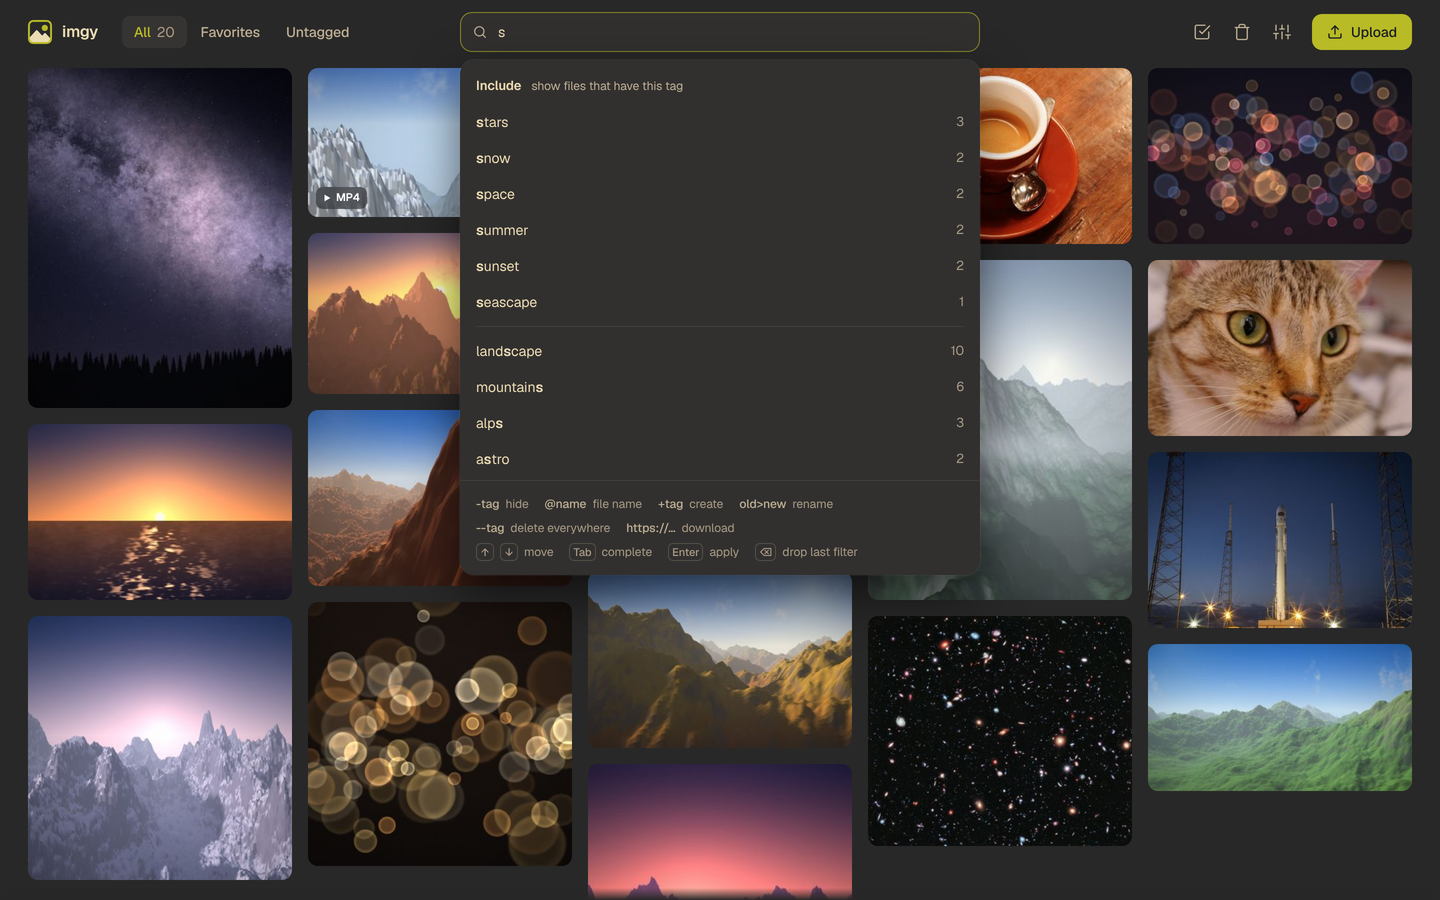 imgy All 20 Favorites Untagged s Upload
Include show files that have this tag
stars 3
snow 2
space 2
summer 2
sunset 2
seascape 1
landscape 10
mountains 6
alps 3
astro 2
MP4
-tag hide @name file name +tag create old>new rename
--tag delete everywhere https://... download
↑ ↓ move Tab complete Enter apply ⌫ drop last filter